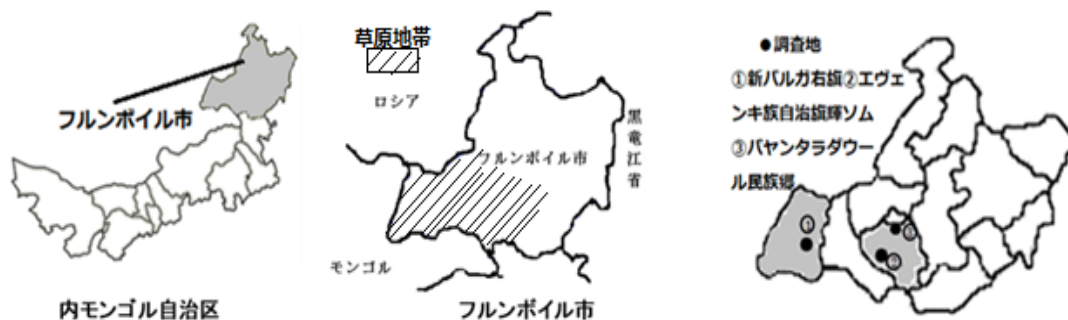 フルンボイル市
内モンゴル自治区
草原地帯
ロシア
フルンボイル市
黒竜江省
モンゴル
フルンボイル市
●調査地
①新バルガ右旗②エヴェ
ンキ族自治旗輝ソム
③バヤンタラダウー
ル民族郷
①
②